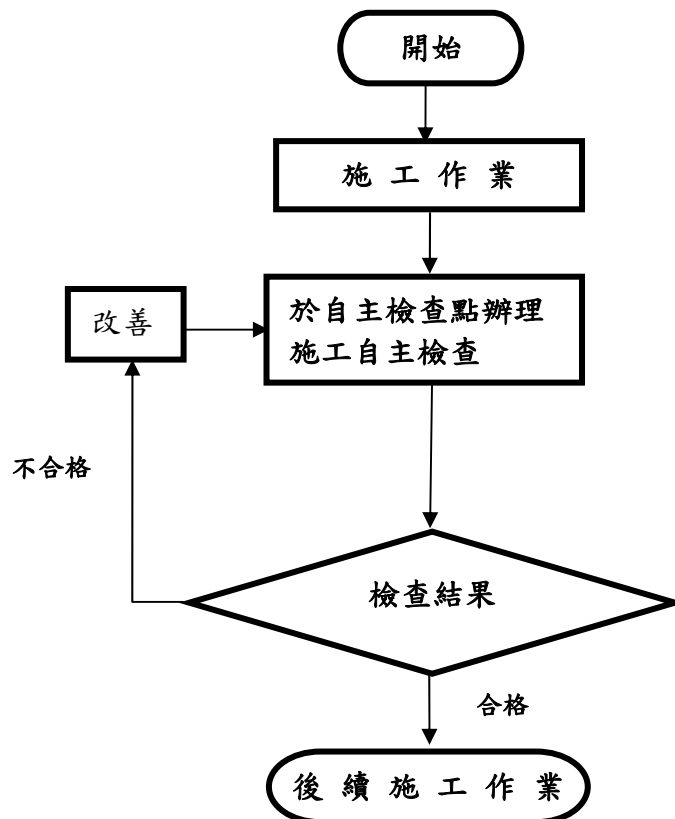 開始
施工作業
於自主檢查點辦理
施工自主檢查
改善
不合格
檢查結果
合格
後續施工作業